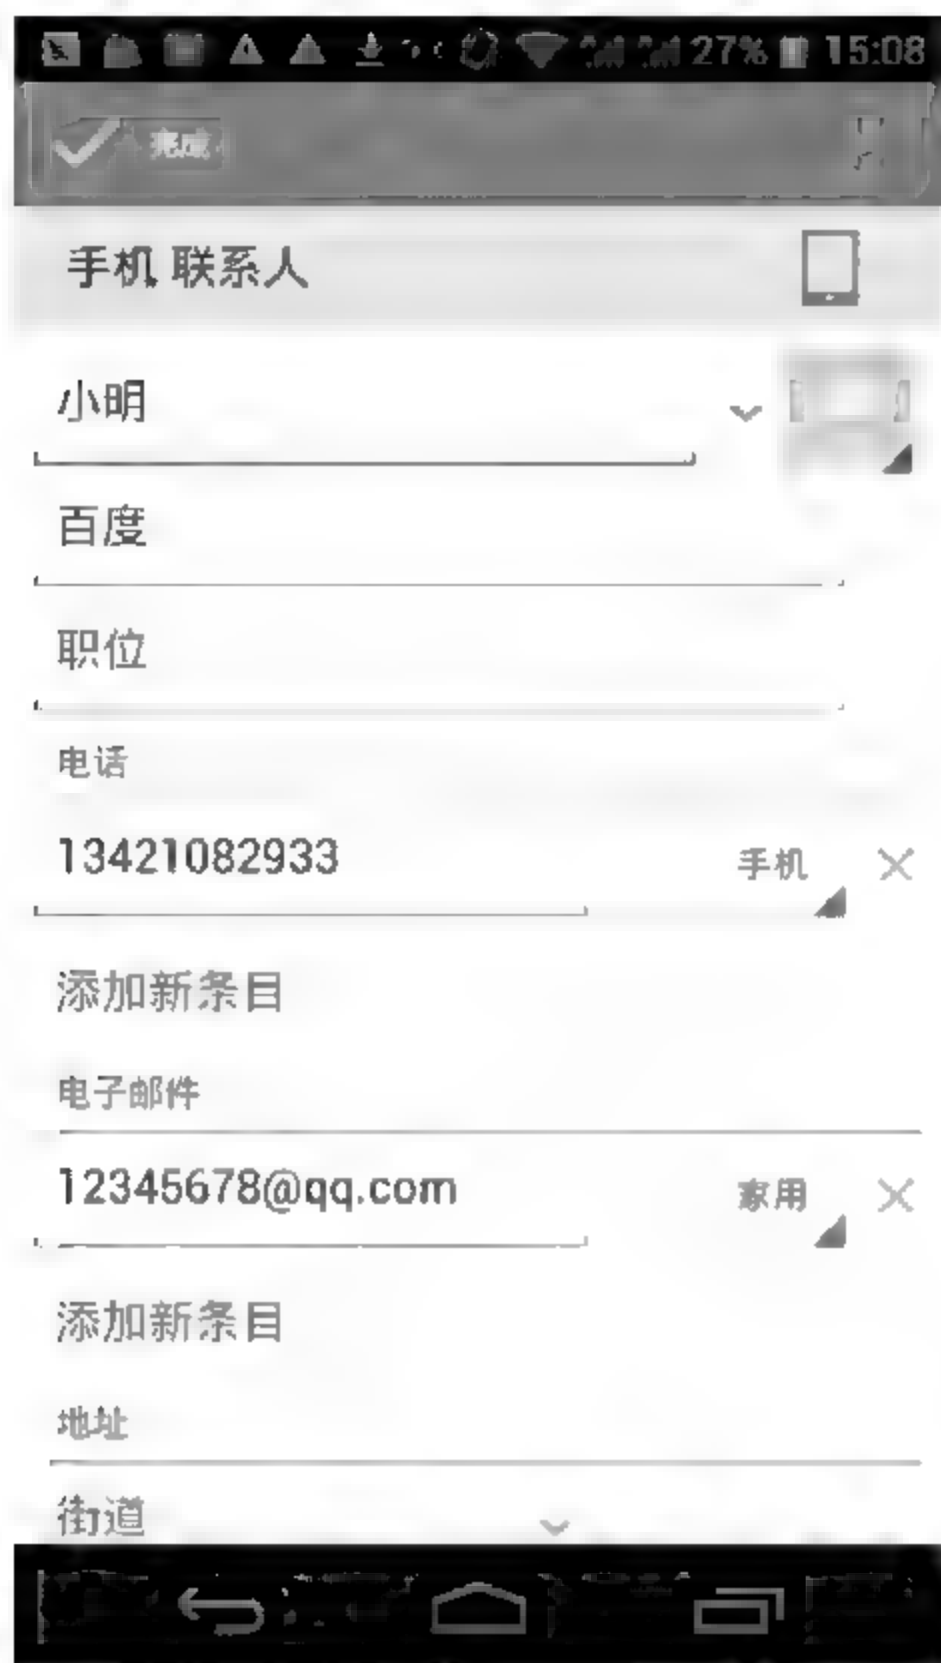 27% 15:08
完成
手机 联系人
小明
百度
职位
电话
13421082933 手机
添加新条目
电子邮件
12345678@qq.com 家用
添加新条目
地址
街道